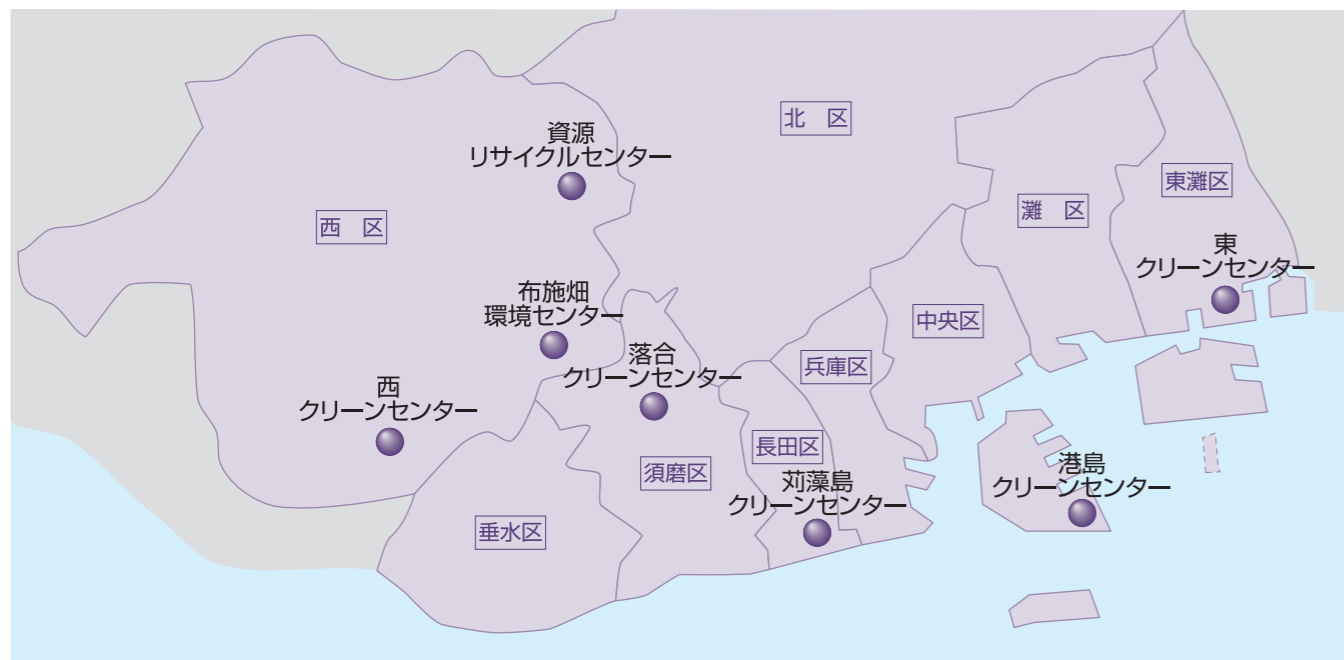 北 区
資源
リサイクルセンター
東灘区
灘 区
西 区
東
クリーンセンター
布施畑
環境センター
中央区
落合
クリーンセンター
兵庫区
西
クリーンセンター
長田区
須磨区
苅藻島
クリーンセンター
港島
クリーンセンター
垂水区